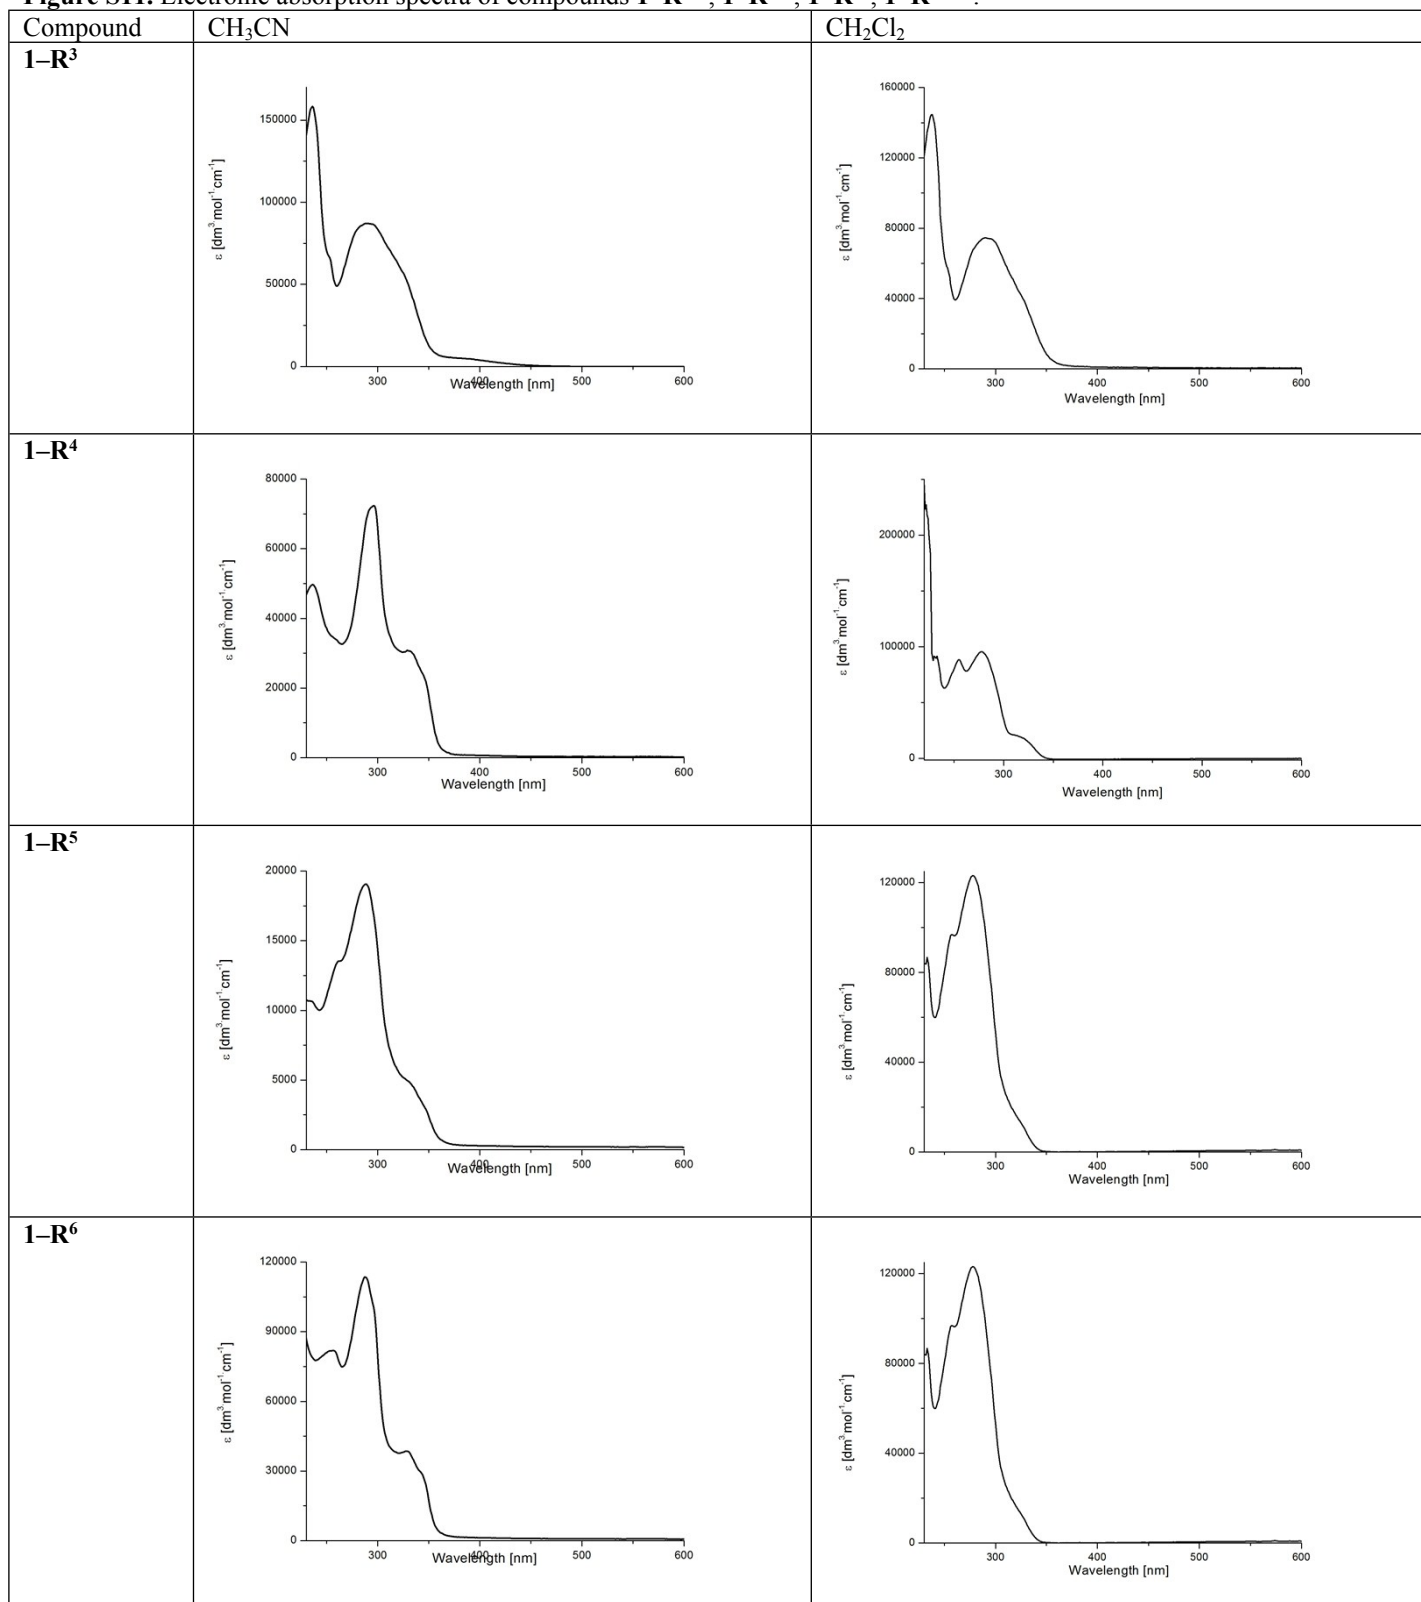 Compound CH₃CN CH₂Cl₂
1–R³
150000
100000
50000
0
ε [dm³·mol⁻¹·cm⁻¹]
300 400 500 600
Wavelength [nm]
160000
120000
80000
40000
0
ε [dm³·mol⁻¹·cm⁻¹]
300 400 500 600
Wavelength [nm]
1–R⁴
80000
60000
40000
20000
0
ε [dm³·mol⁻¹·cm⁻¹]
300 400 500 600
Wavelength [nm]
200000
100000
0
ε [dm³·mol⁻¹·cm⁻¹]
300 400 500 600
Wavelength [nm]
1–R⁵
20000
15000
10000
5000
0
ε [dm³·mol⁻¹·cm⁻¹]
300 400 500 600
Wavelength [nm]
120000
80000
40000
0
ε [dm³·mol⁻¹·cm⁻¹]
300 400 500 600
Wavelength [nm]
1–R⁶
120000
90000
60000
30000
0
ε [dm³·mol⁻¹·cm⁻¹]
300 400 500 600
Wavelength [nm]
120000
80000
40000
0
ε [dm³·mol⁻¹·cm⁻¹]
300 400 500 600
Wavelength [nm]